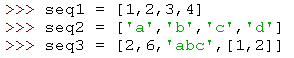 >>> seq1 = [1,2,3,4]
>>> seq2 = ['a','b','c','d']
>>> seq3 = [2,6,'abc',[1,2]]